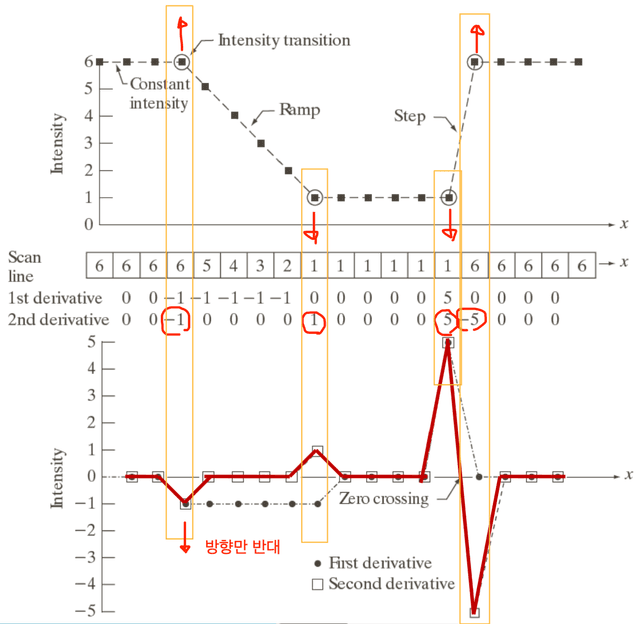 Intensity transition
6
Constant
intensity
5
4
Ramp
Step
3
2
1
0
x
Intensity
Scan
line
6 6 6 6 5 4 3 2 1 1 1 1 1 1 6 6 6 6 6
x
1st derivative 0 0 −1 −1 −1 −1 −1 0 0 0 0 0 5 0 0 0 0
2nd derivative 0 0 −1 0 0 0 0 1 0 0 0 0 5 −5 0 0 0
5
4
3
2
1
0
x
Zero crossing
−1
−2
−3
−4
−5
Intensity
방향만 반대
First derivative
Second derivative